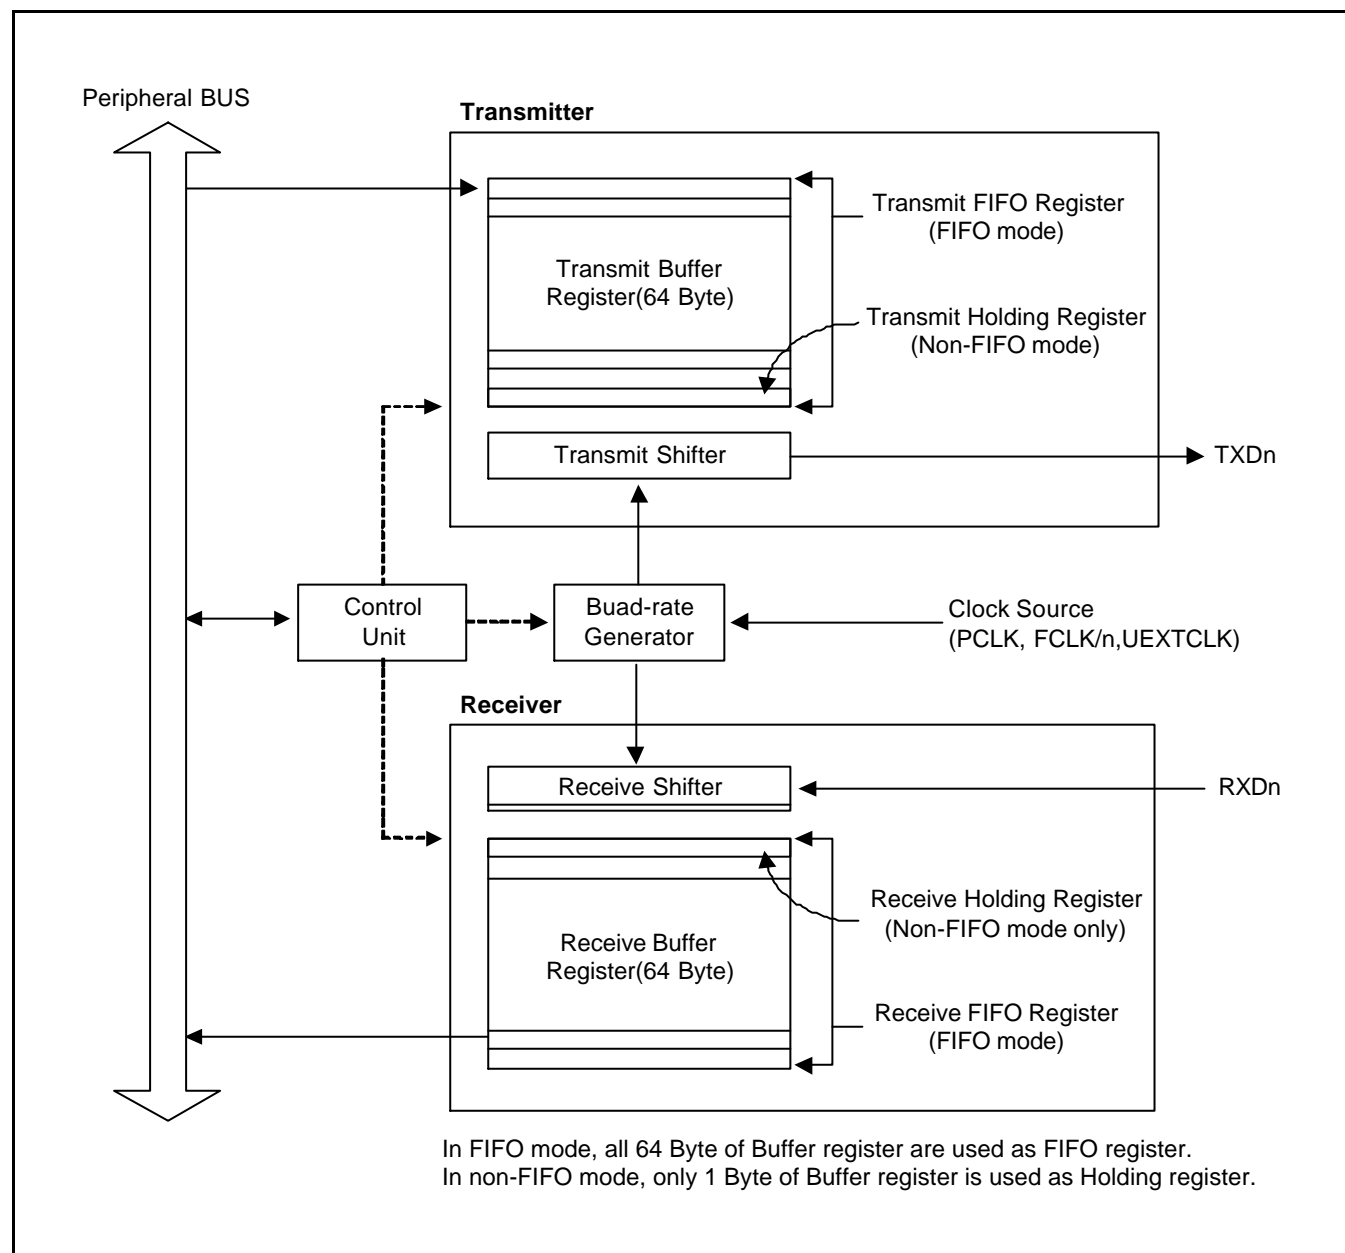 Peripheral BUS
Transmitter
Transmit FIFO Register
(FIFO mode)
Transmit Buffer
Register(64 Byte)
Transmit Holding Register
(Non-FIFO mode)
Transmit Shifter
TXDn
Control
Unit
Buad-rate
Generator
Clock Source
(PCLK, FCLK/n,UEXTCLK)
Receiver
Receive Shifter
RXDn
Receive Holding Register
(Non-FIFO mode only)
Receive Buffer
Register(64 Byte)
Receive FIFO Register
(FIFO mode)
In FIFO mode, all 64 Byte of Buffer register are used as FIFO register.
In non-FIFO mode, only 1 Byte of Buffer register is used as Holding register.